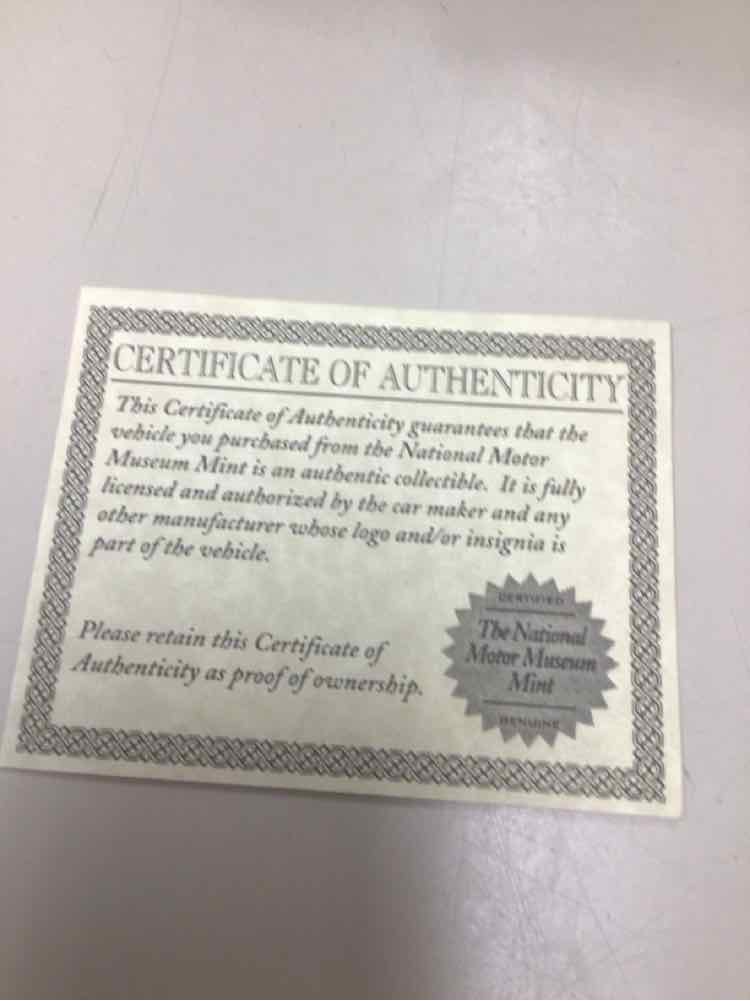 CERTIFICATE OF AUTHENTICITY
This Certificate of Authenticity guarantees that the
vehicle you purchased from the National Motor
Museum Mint is an authentic collectible. It is fully
licensed and authorized by the car maker and any
other manufacturer whose logo and/or insignia is
part of the vehicle.
Please retain this Certificate of
Authenticity as proof of ownership.
CERTIFIED
The National
Motor Museum
Mint
GENUINE